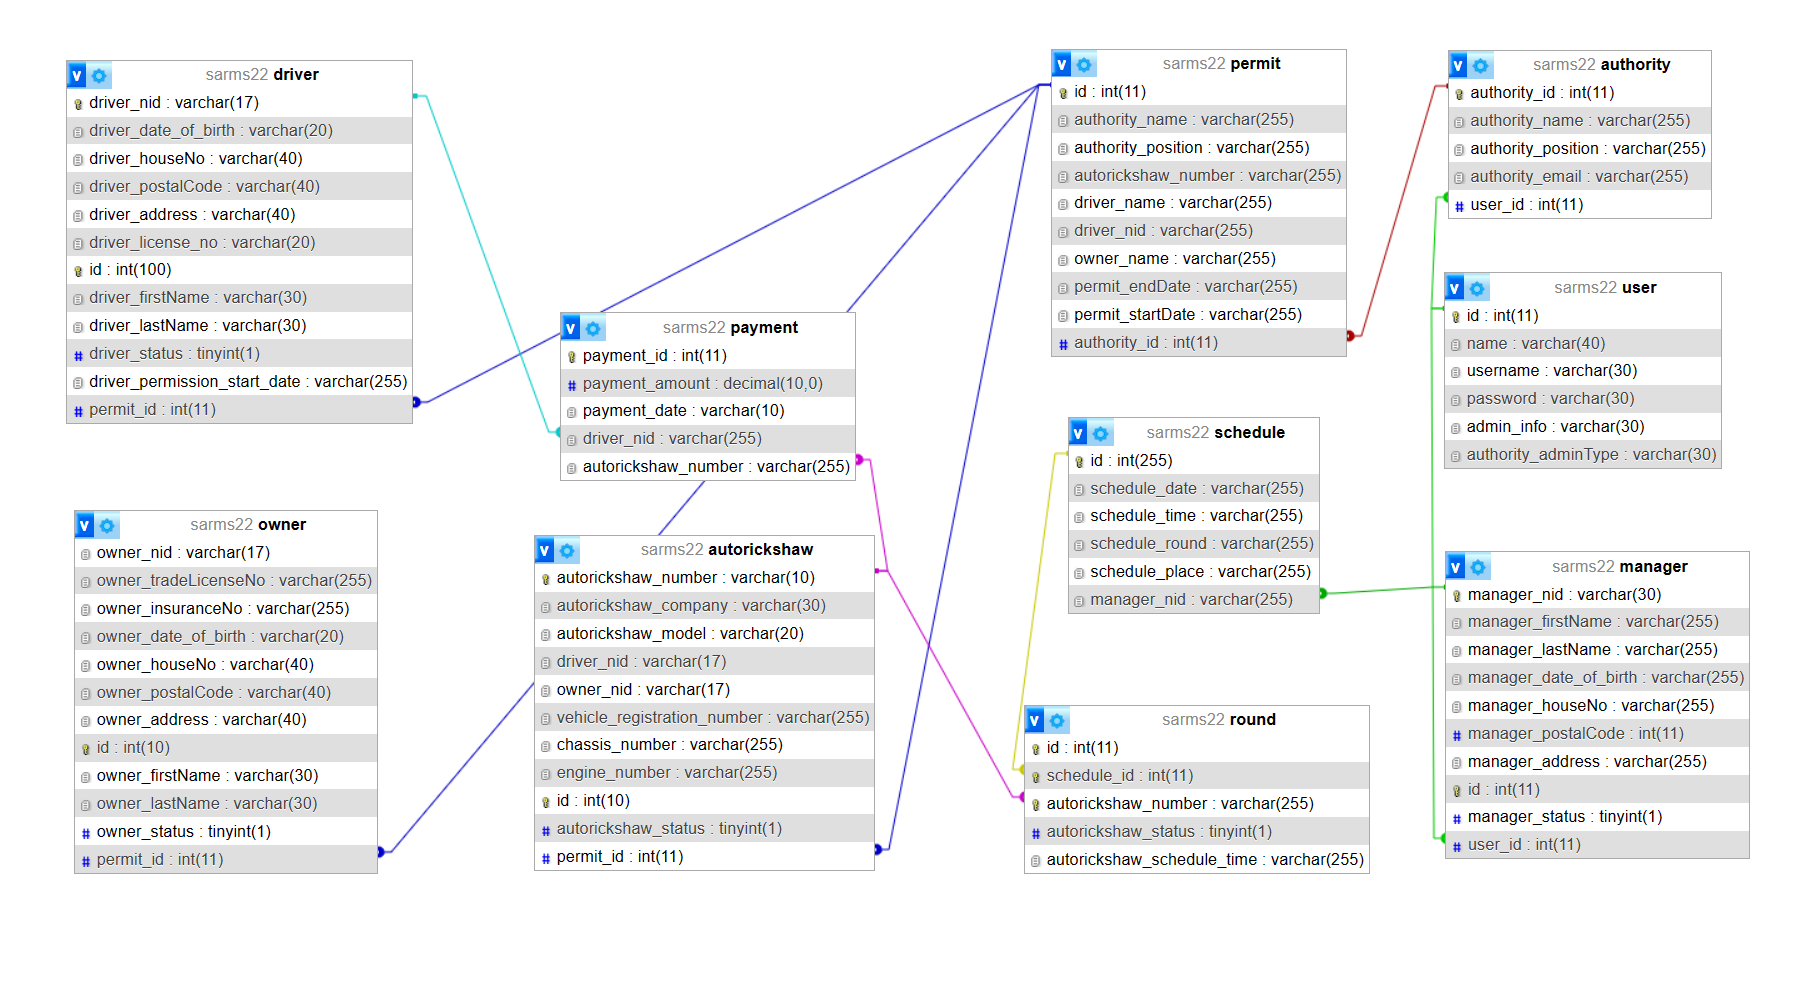 sarms22 driver
driver_nid : varchar(17)
driver_date_of_birth : varchar(20)
driver_houseNo : varchar(40)
driver_postalCode : varchar(40)
driver_address : varchar(40)
driver_license_no : varchar(20)
id : int(100)
driver_firstName : varchar(30)
driver_lastName : varchar(30)
# driver_status : tinyint(1)
driver_permission_start_date : varchar(255)
# permit_id : int(11)
sarms22 owner
owner_nid : varchar(17)
owner_tradeLicenseNo : varchar(255)
owner_insuranceNo : varchar(255)
owner_date_of_birth : varchar(20)
owner_houseNo : varchar(40)
owner_postalCode : varchar(40)
owner_address : varchar(40)
id : int(10)
owner_firstName : varchar(30)
owner_lastName : varchar(30)
# owner_status : tinyint(1)
# permit_id : int(11)
sarms22 payment
payment_id : int(11)
# payment_amount : decimal(10,0)
payment_date : varchar(10)
driver_nid : varchar(255)
autorickshaw_number : varchar(255)
sarms22 autorickshaw
autorickshaw_number : varchar(10)
autorickshaw_company : varchar(30)
autorickshaw_model : varchar(20)
driver_nid : varchar(17)
owner_nid : varchar(17)
vehicle_registration_number : varchar(255)
chassis_number : varchar(255)
engine_number : varchar(255)
id : int(10)
# autorickshaw_status : tinyint(1)
# permit_id : int(11)
sarms22 permit
id : int(11)
authority_name : varchar(255)
authority_position : varchar(255)
autorickshaw_number : varchar(255)
driver_name : varchar(255)
driver_nid : varchar(255)
owner_name : varchar(255)
permit_endDate : varchar(255)
permit_startDate : varchar(255)
# authority_id : int(11)
sarms22 schedule
id : int(255)
schedule_date : varchar(255)
schedule_time : varchar(255)
schedule_round : varchar(255)
schedule_place : varchar(255)
manager_nid : varchar(255)
sarms22 round
id : int(11)
schedule_id : int(11)
autorickshaw_number : varchar(255)
# autorickshaw_status : tinyint(1)
autorickshaw_schedule_time : varchar(255)
sarms22 authority
authority_id : int(11)
authority_name : varchar(255)
authority_position : varchar(255)
authority_email : varchar(255)
# user_id : int(11)
sarms22 user
id : int(11)
name : varchar(40)
username : varchar(30)
password : varchar(30)
admin_info : varchar(30)
authority_adminType : varchar(30)
sarms22 manager
manager_nid : varchar(30)
manager_firstName : varchar(255)
manager_lastName : varchar(255)
manager_date_of_birth : varchar(255)
manager_houseNo : varchar(255)
# manager_postalCode : int(11)
manager_address : varchar(255)
id : int(11)
# manager_status : tinyint(1)
# user_id : int(11)